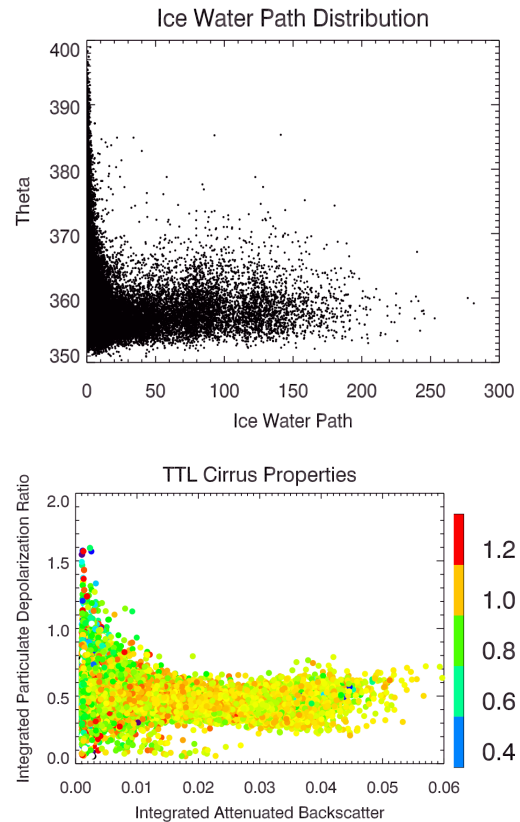 Ice Water Path Distribution
400
390
380
370
360
350
Theta
0 50 100 150 200 250 300
Ice Water Path
TTL Cirrus Properties
2.0
1.5
1.0
0.5
0.0
Integrated Particulate Depolarization Ratio
0.00 0.01 0.02 0.03 0.04 0.05 0.06
Integrated Attenuated Backscatter
1.2
1.0
0.8
0.6
0.4